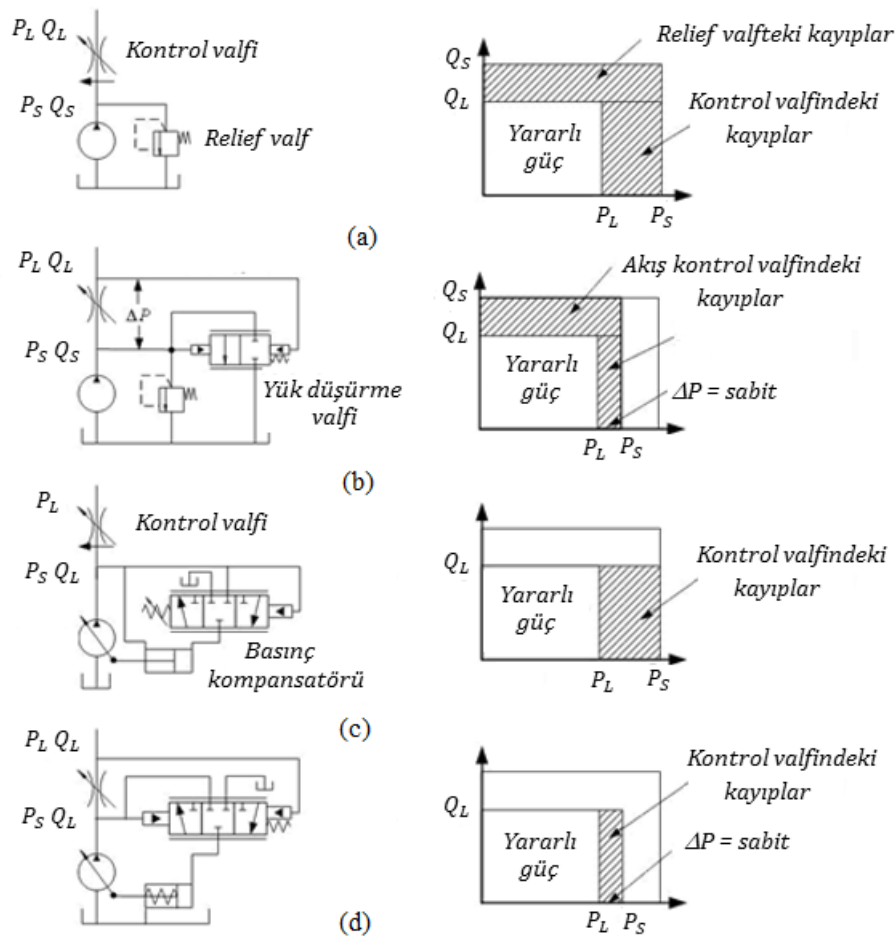 P_L Q_L
Kontrol valfi
P_S Q_S
Relief valf
Q_S
Q_L
Relief valfteki kayıplar
Kontrol valfindeki
kayıplar
Yararlı
güç
P_L P_S
(a)
P_L Q_L
ΔP
P_S Q_S
Yük düşürme
valfi
Q_S
Q_L
Akış kontrol valfindeki
kayıplar
Yararlı
güç
ΔP = sabit
P_L P_S
(b)
P_L
Kontrol valfi
P_S Q_L
Basınç
kompansatörü
Q_L
Kontrol valfindeki
kayıplar
Yararlı
güç
P_L P_S
(c)
P_L Q_L
P_S Q_L
Q_L
Kontrol valfindeki
kayıplar
Yararlı
güç
ΔP = sabit
P_L P_S
(d)